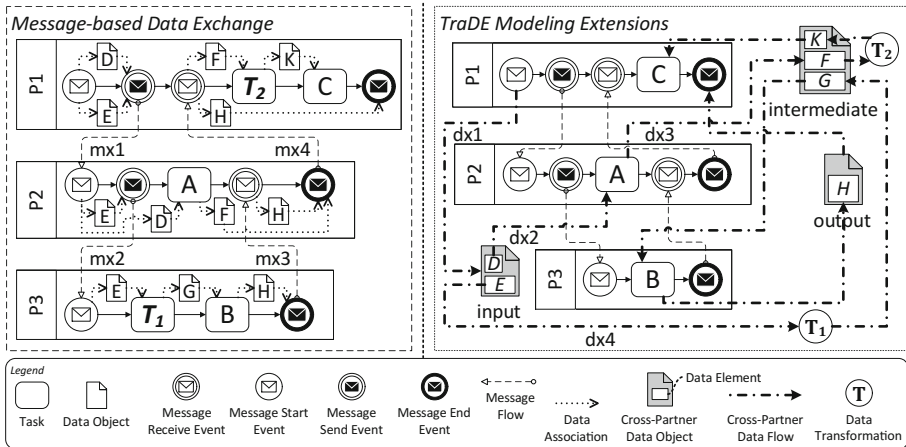 Message-based Data Exchange
P1
D
E
F
T2
K
C
H
mx1
mx4
P2
E
D
A
F
H
mx2
mx3
P3
E
T1
G
B
H
TraDE Modeling Extensions
P1
C
K
F
G
T2
intermediate
dx1
dx3
P2
A
H
output
dx2
D
E
input
P3
B
dx4
T1
Legend
Task
Data Object
Message Receive Event
Message Start Event
Message Send Event
Message End Event
Message Flow
Data Association
Data Element
Cross-Partner Data Object
Cross-Partner Data Flow
T
Data Transformation